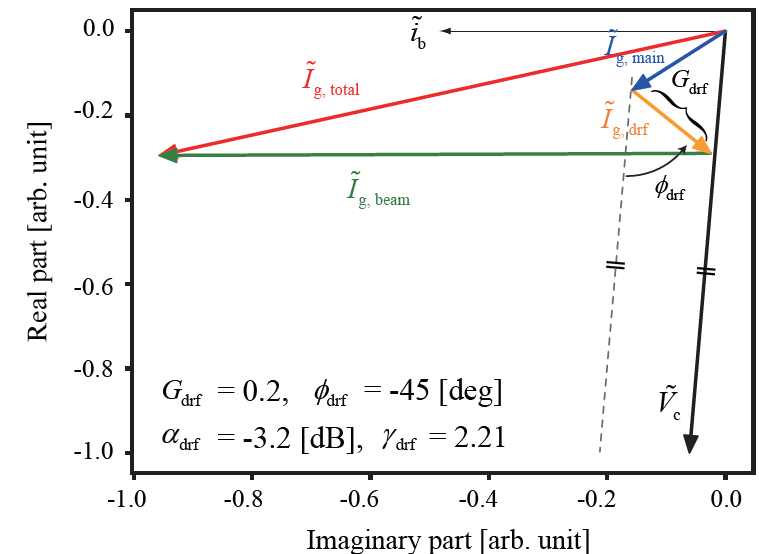 0.0
ĩb
Ĩg, main
Gdrf
Ĩg, total
-0.2
Ĩg, drf
ϕdrf
Ĩg, beam
-0.4
-0.6
-0.8
Ṽc
Gdrf = 0.2, ϕdrf = -45 [deg]
αdrf = -3.2 [dB], γdrf = 2.21
-1.0
Real part [arb. unit]
-1.0 -0.8 -0.6 -0.4 -0.2 0.0
Imaginary part [arb. unit]